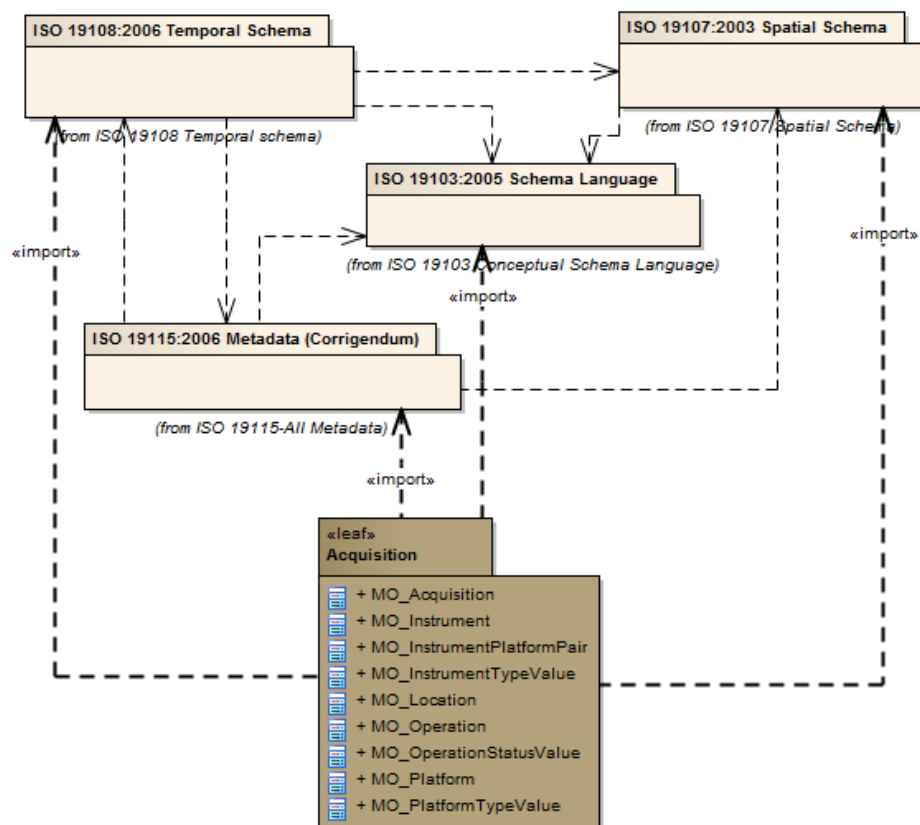 ISO 19108:2006 Temporal Schema
ISO 19107:2003 Spatial Schema
(from ISO 19108 Temporal schema)
(from ISO 19107 Spatial Schema)
ISO 19103:2005 Schema Language
«import»
«import»
(from ISO 19103 Conceptual Schema Language)
«import»
ISO 19115:2006 Metadata (Corrigendum)
(from ISO 19115-All Metadata)
«import»
«leaf»
Acquisition
+ MO_Acquisition
+ MO_Instrument
+ MO_InstrumentPlatformPair
+ MO_InstrumentTypeValue
+ MO_Location
+ MO_Operation
+ MO_OperationStatusValue
+ MO_Platform
+ MO_PlatformTypeValue